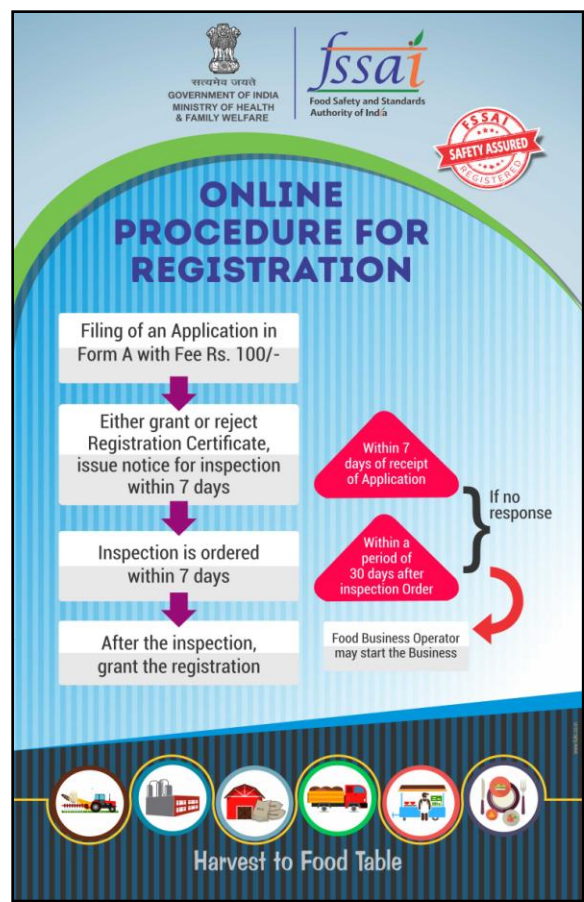 सत्यमेव जयते
GOVERNMENT OF INDIA
MINISTRY OF HEALTH
& FAMILY WELFARE
fssai
Food Safety and Standards
Authority of India
FSSAI
SAFETY ASSURED
REGISTERED
ONLINE
PROCEDURE FOR
REGISTRATION
Filing of an Application in
Form A with Fee Rs. 100/-
Either grant or reject
Registration Certificate,
issue notice for inspection
within 7 days
Within 7
days of receipt
of Application
If no
response
Inspection is ordered
within 7 days
Within a
period of
30 days after
inspection Order
After the inspection,
grant the registration
Food Business Operator
may start the Business
Harvest to Food Table